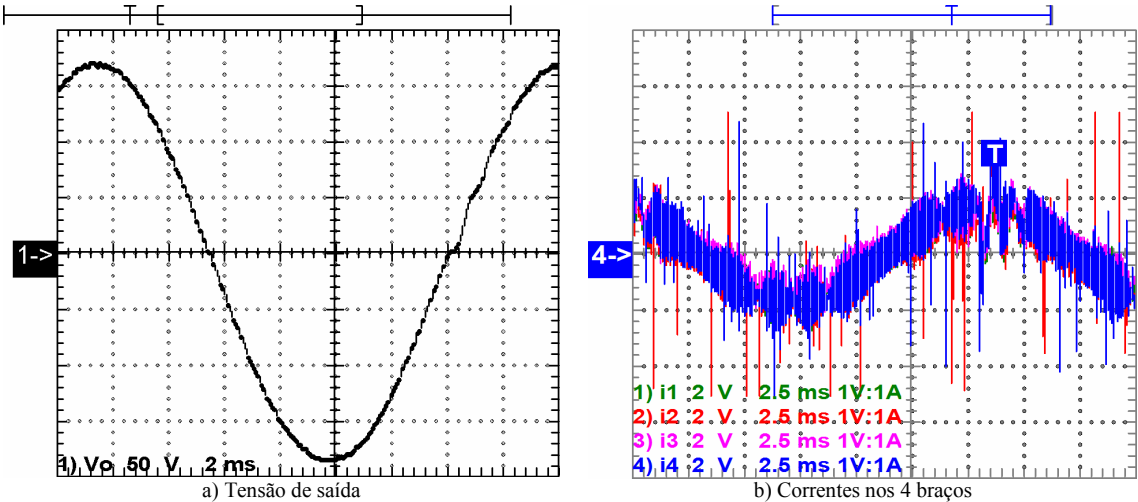 1->
1) Vo 50 V 2 ms
a) Tensão de saída
T
4->
1) i1 2 V 2.5 ms 1V:1A
2) i2 2 V 2.5 ms 1V:1A
3) i3 2 V 2.5 ms 1V:1A
4) i4 2 V 2.5 ms 1V:1A
b) Correntes nos 4 braços